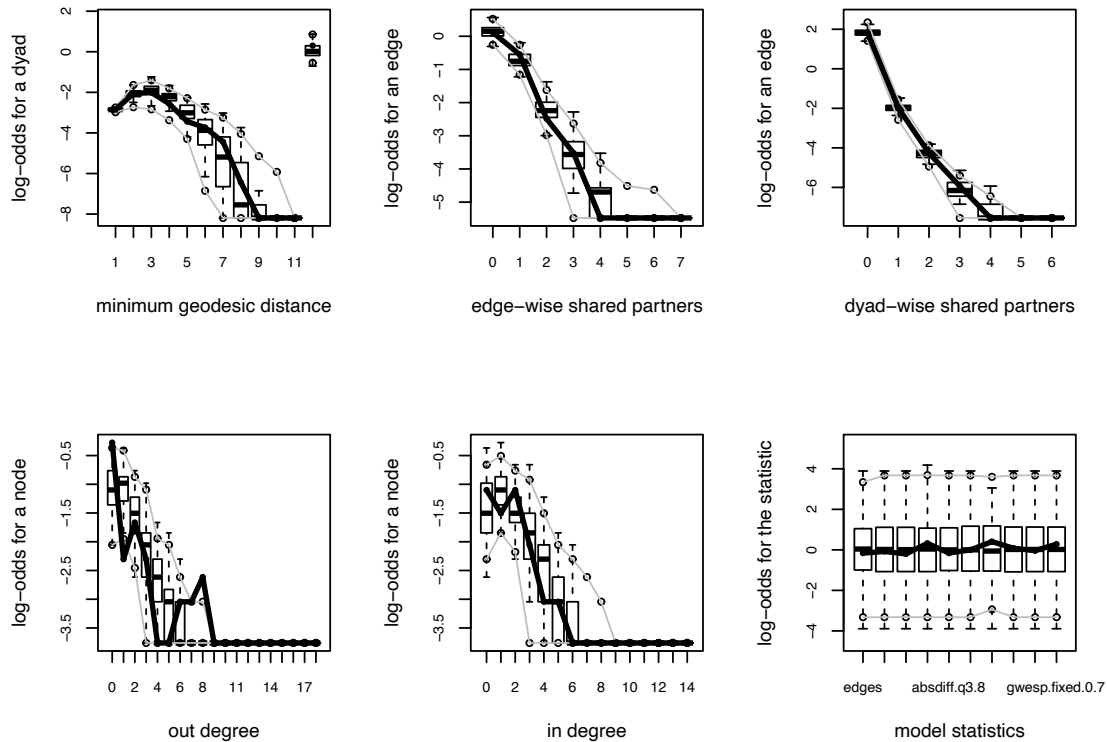 log−odds for a dyad
2
0
−2
−4
−6
−8
1 3 5 7 9 11
minimum geodesic distance
log−odds for an edge
0
−1
−2
−3
−4
−5
0 1 2 3 4 5 6 7
edge−wise shared partners
log−odds for an edge
2
0
−2
−4
−6
0 1 2 3 4 5 6
dyad−wise shared partners
log−odds for a node
−0.5
−1.5
−2.5
−3.5
0 2 4 6 8 11 14 17
out degree
log−odds for a node
−0.5
−1.5
−2.5
−3.5
0 2 4 6 8 10 12 14
in degree
log−odds for the statistic
4
2
0
−2
−4
edges absdiff.q3.8 gwesp.fixed.0.7
model statistics